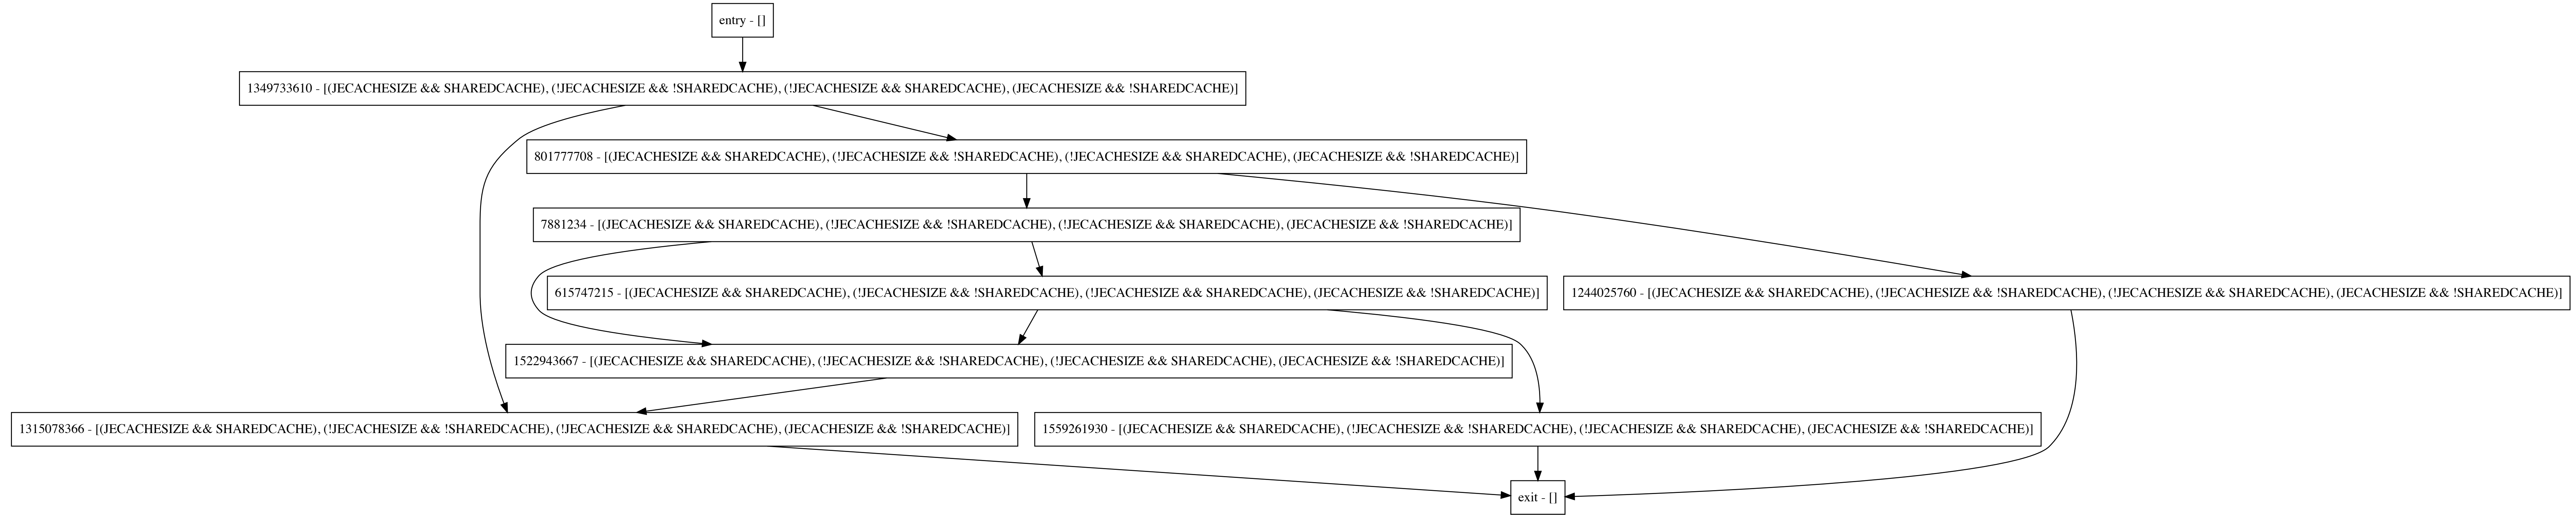 entry - []
1349733610 - [(JECACHESIZE && SHAREDCACHE), (!JECACHESIZE && !SHAREDCACHE), (!JECACHESIZE && SHAREDCACHE), (JECACHESIZE && !SHAREDCACHE)]
801777708 - [(JECACHESIZE && SHAREDCACHE), (!JECACHESIZE && !SHAREDCACHE), (!JECACHESIZE && SHAREDCACHE), (JECACHESIZE && !SHAREDCACHE)]
7881234 - [(JECACHESIZE && SHAREDCACHE), (!JECACHESIZE && !SHAREDCACHE), (!JECACHESIZE && SHAREDCACHE), (JECACHESIZE && !SHAREDCACHE)]
615747215 - [(JECACHESIZE && SHAREDCACHE), (!JECACHESIZE && !SHAREDCACHE), (!JECACHESIZE && SHAREDCACHE), (JECACHESIZE && !SHAREDCACHE)]
1244025760 - [(JECACHESIZE && SHAREDCACHE), (!JECACHESIZE && !SHAREDCACHE), (!JECACHESIZE && SHAREDCACHE), (JECACHESIZE && !SHAREDCACHE)]
1522943667 - [(JECACHESIZE && SHAREDCACHE), (!JECACHESIZE && !SHAREDCACHE), (!JECACHESIZE && SHAREDCACHE), (JECACHESIZE && !SHAREDCACHE)]
1315078366 - [(JECACHESIZE && SHAREDCACHE), (!JECACHESIZE && !SHAREDCACHE), (!JECACHESIZE && SHAREDCACHE), (JECACHESIZE && !SHAREDCACHE)]
1559261930 - [(JECACHESIZE && SHAREDCACHE), (!JECACHESIZE && !SHAREDCACHE), (!JECACHESIZE && SHAREDCACHE), (JECACHESIZE && !SHAREDCACHE)]
exit - []